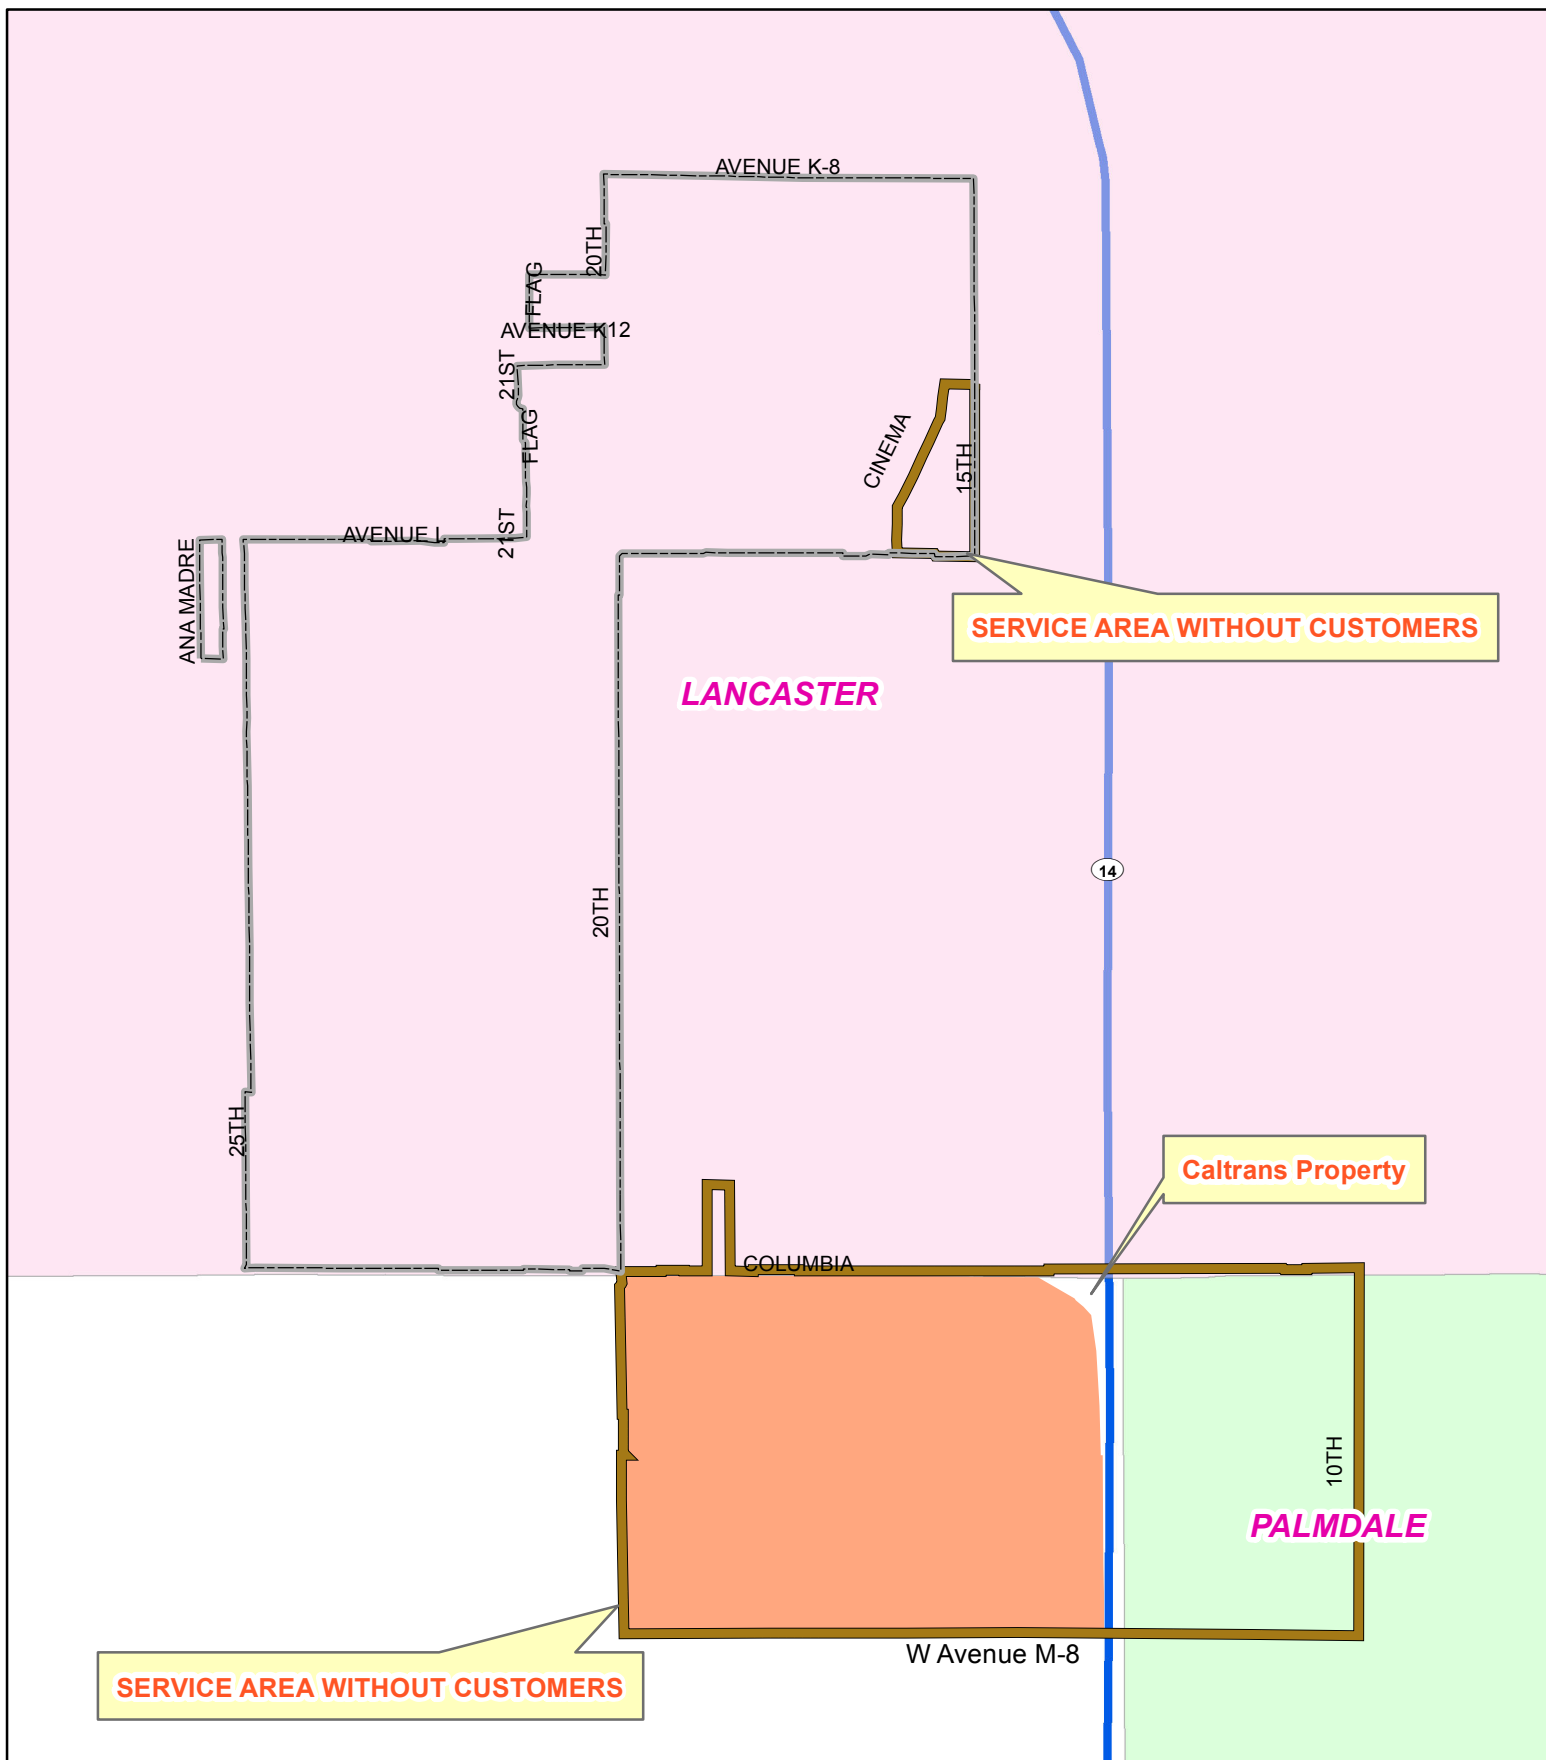 AVENUE K-8
20TH
FLAG
AVENUE K12
21ST
FLAG
CINEMA
15TH
21ST
AVENUE L
ANA MADRE
SERVICE AREA WITHOUT CUSTOMERS
LANCASTER
14
20TH
25TH
Caltrans Property
COLUMBIA
10TH
PALMDALE
W Avenue M-8
SERVICE AREA WITHOUT CUSTOMERS